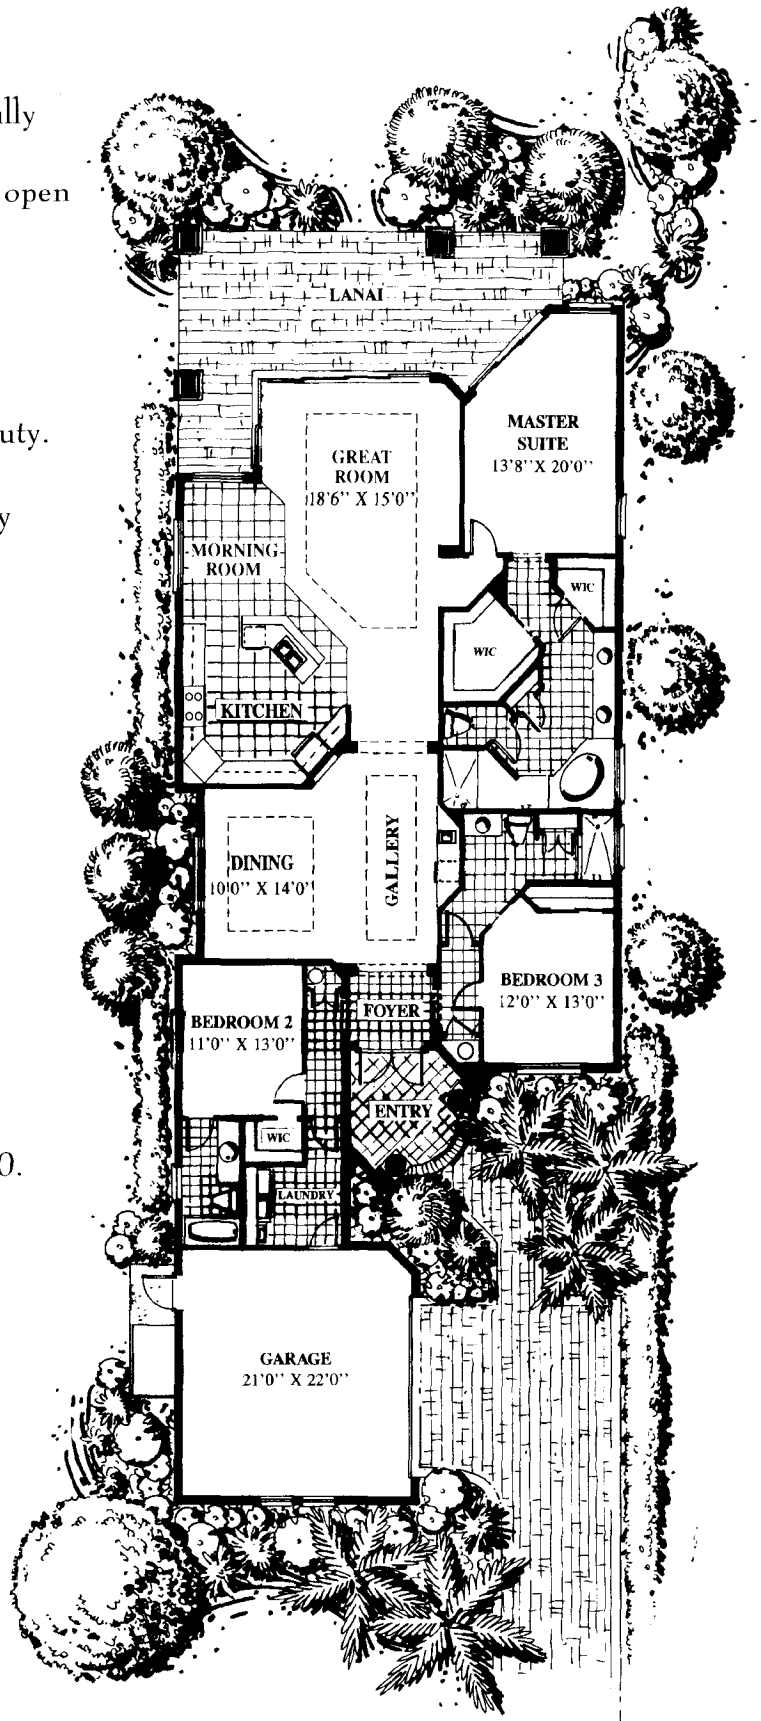 lly
open
LANAI
uty.
MASTER
SUITE
13'8" X 20'0"
GREAT
ROOM
18'6" X 15'0"
y
MORNING
ROOM
WIC
WIC
KITCHEN
GALLERY
DINING
10'0" X 14'0"
BEDROOM 3
12'0" X 13'0"
FOYER
BEDROOM 2
11'0" X 13'0"
ENTRY
WIC
0.
LAUNDRY
GARAGE
21'0" X 22'0"